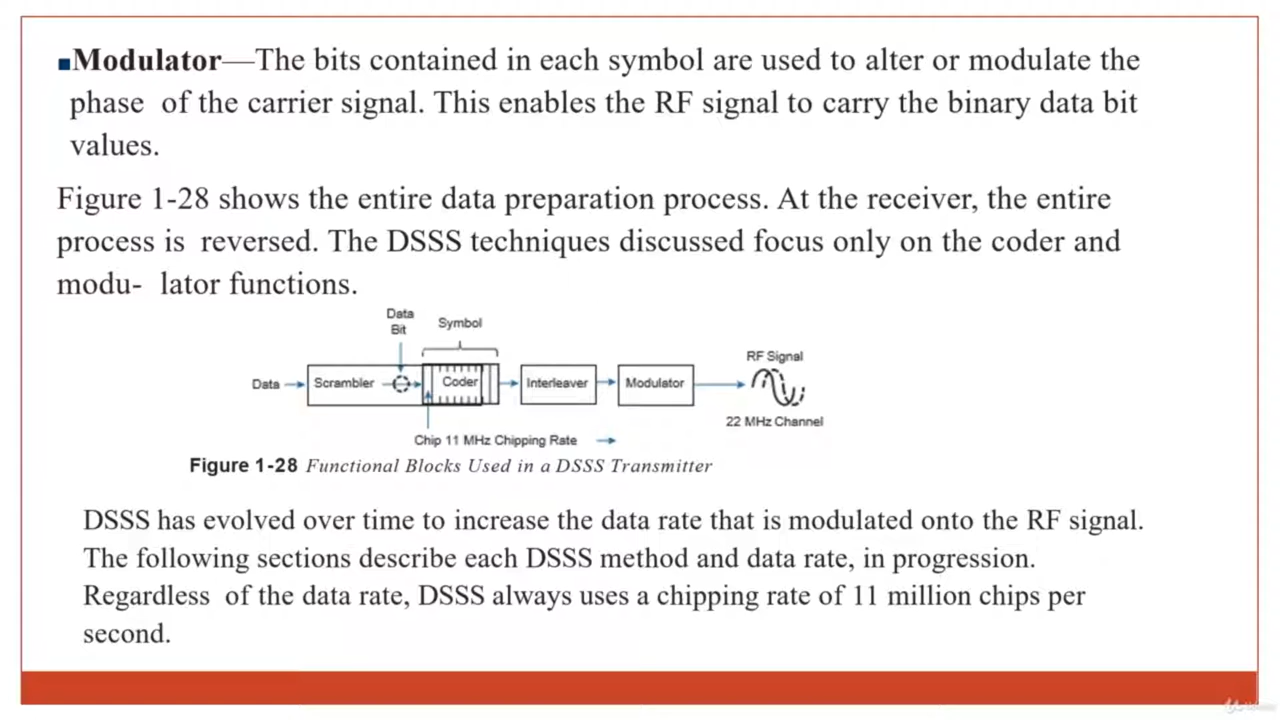 ▪Modulator—The bits contained in each symbol are used to alter or modulate the
phase of the carrier signal. This enables the RF signal to carry the binary data bit
values.
Figure 1-28 shows the entire data preparation process. At the receiver, the entire
process is reversed. The DSSS techniques discussed focus only on the coder and
modu- lator functions.
Data
Bit
Symbol
Data
Scrambler
Coder
Interleaver
Modulator
RF Signal
22 MHz Channel
Chip 11 MHz Chipping Rate
Figure 1-28 Functional Blocks Used in a DSSS Transmitter
DSSS has evolved over time to increase the data rate that is modulated onto the RF signal.
The following sections describe each DSSS method and data rate, in progression.
Regardless of the data rate, DSSS always uses a chipping rate of 11 million chips per
second.